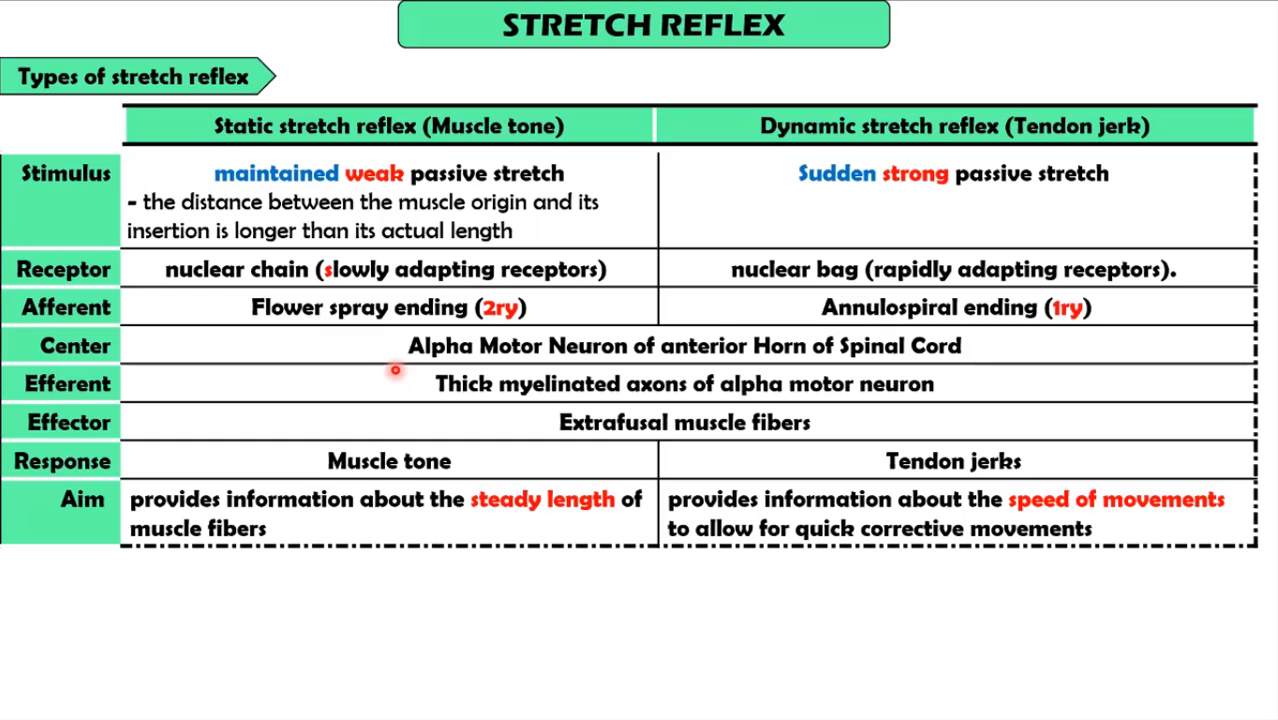 STRETCH REFLEX
Types of stretch reflex
Static stretch reflex (Muscle tone)
Dynamic stretch reflex (Tendon jerk)
Stimulus
maintained weak passive stretch
- the distance between the muscle origin and its
insertion is longer than its actual length
Sudden strong passive stretch
Receptor
nuclear chain (slowly adapting receptors)
nuclear bag (rapidly adapting receptors).
Afferent
Flower spray ending (2ry)
Annulospiral ending (1ry)
Center
Alpha Motor Neuron of anterior Horn of Spinal Cord
Efferent
Thick myelinated axons of alpha motor neuron
Effector
Extrafusal muscle fibers
Response
Muscle tone
Tendon jerks
Aim
provides information about the steady length of
muscle fibers
provides information about the speed of movements
to allow for quick corrective movements